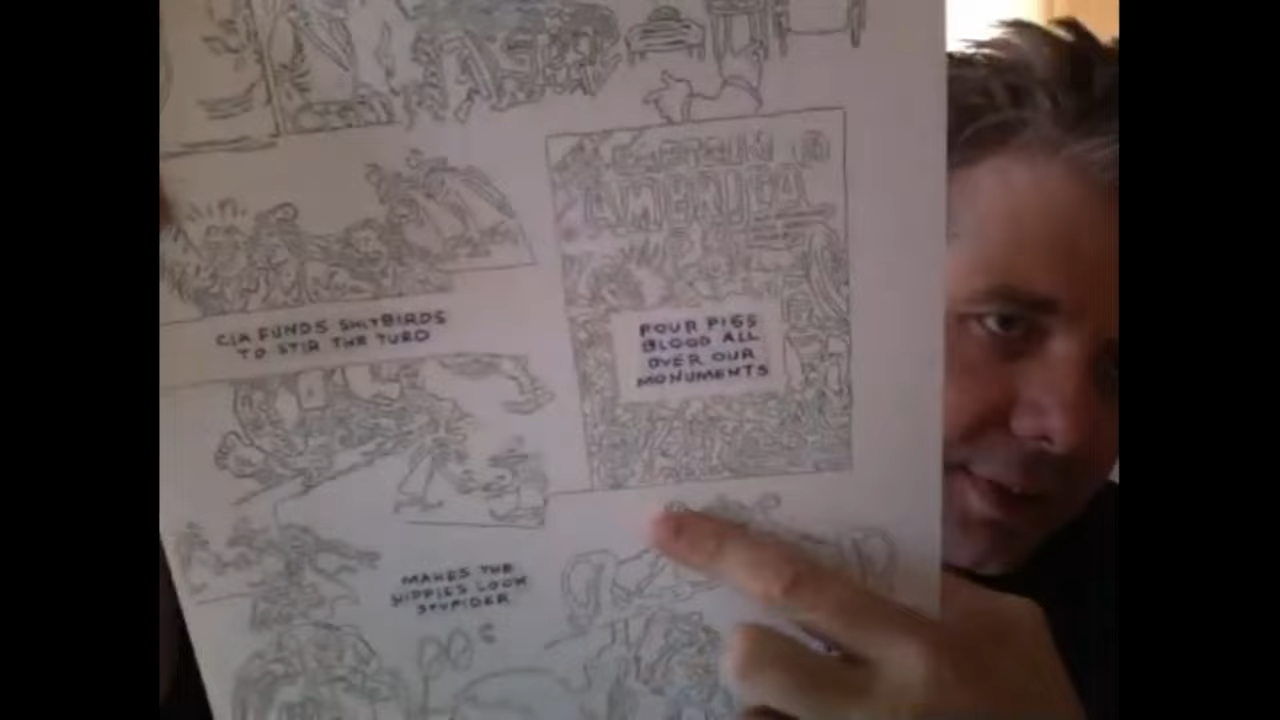 CAPTAIN
AMERICA
CIA FUNDS SHITBIRDS
TO STIR THE TURD
POUR PIGS
BLOOD ALL
OVER OUR
MONUMENTS
MAKES THE
HIPPIES LOOK
STUPIDER